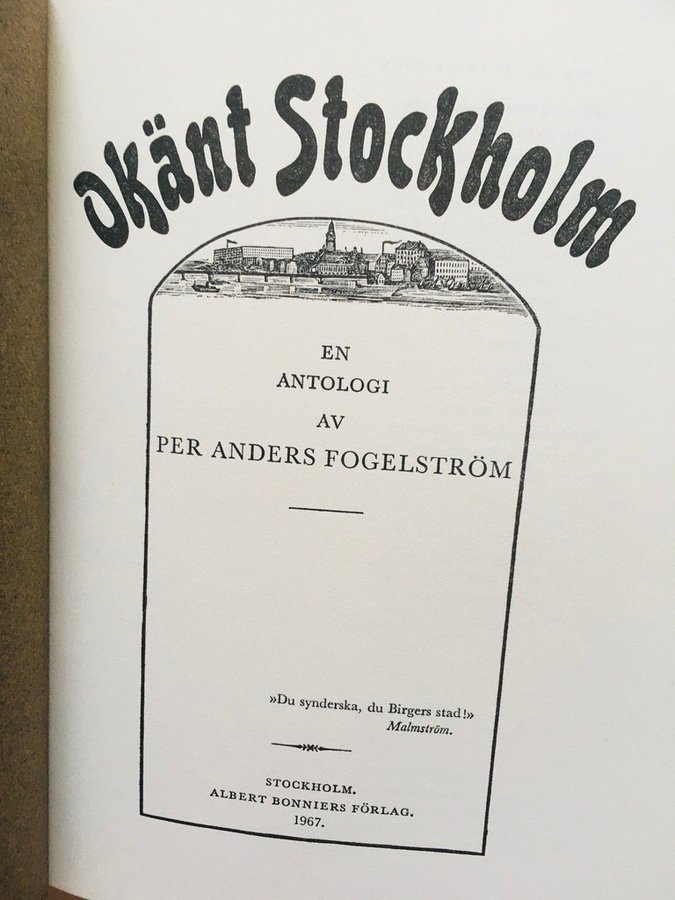 Okänt Stockholm
EN
ANTOLOGI
AV
PER ANDERS FOGELSTRÖM
»Du synderska, du Birgers stad!»
Malmström.
STOCKHOLM.
ALBERT BONNIERS FÖRLAG.
1967.